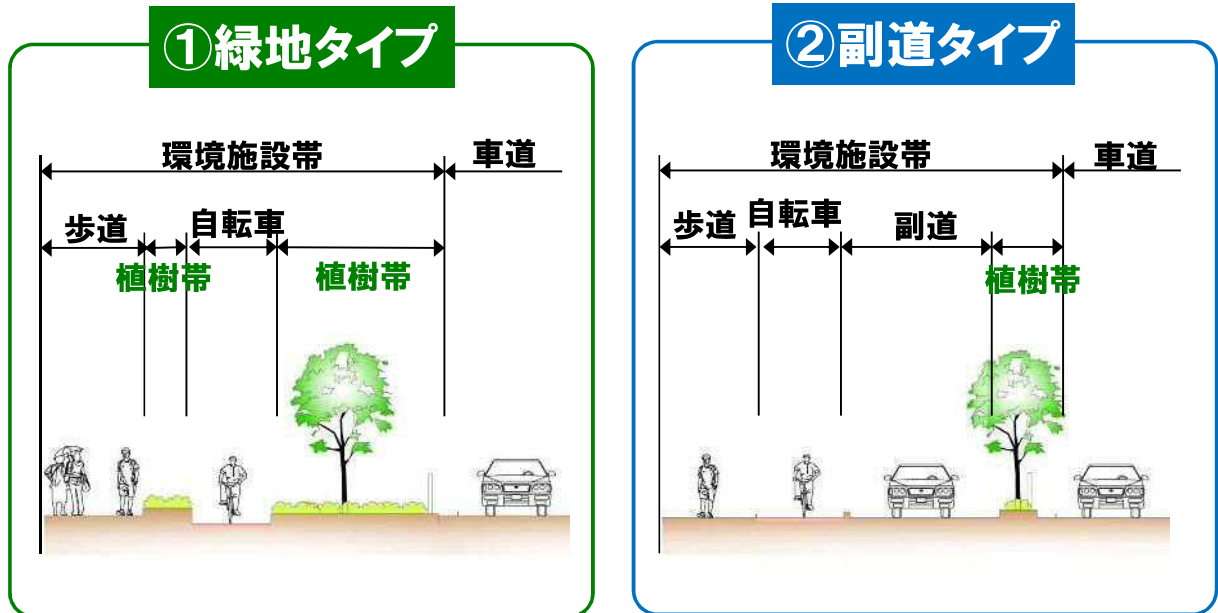 ①緑地タイプ
環境施設帯
車道
歩道
自転車
植樹帯
植樹帯
②副道タイプ
環境施設帯
車道
歩道
自転車
副道
植樹帯